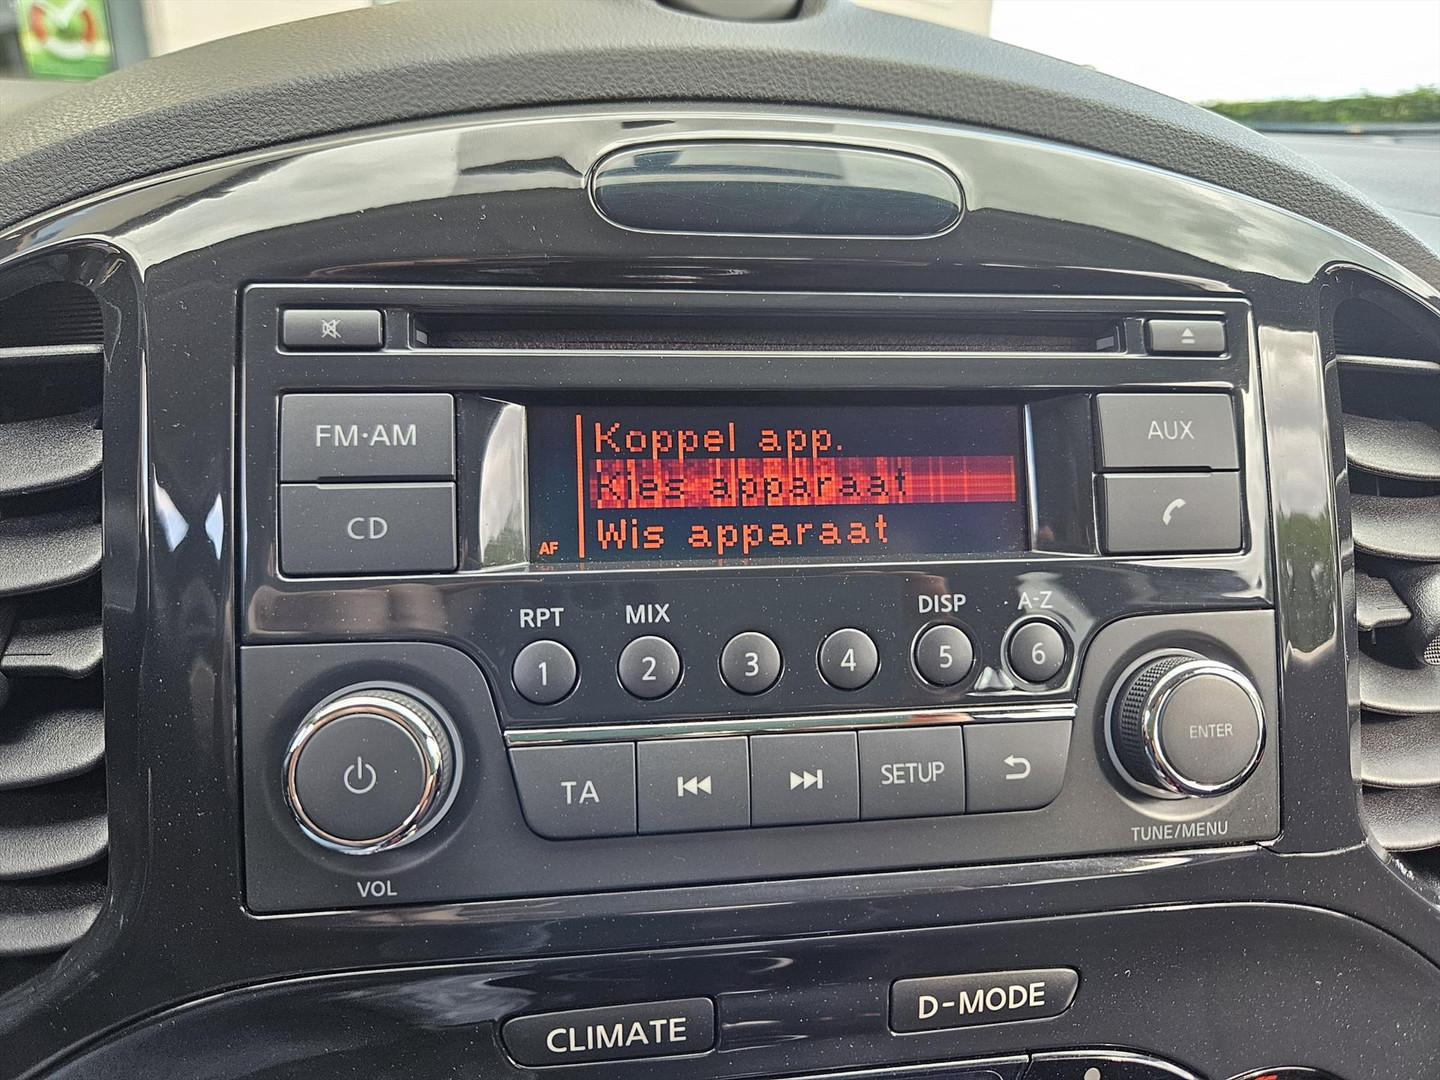 FM·AM
CD
Koppel app.
Kies apparaat
Wis apparaat
AF
AUX
RPT
MIX
DISP
A-Z
1
2
3
4
5
6
TA
SETUP
ENTER
VOL
TUNE/MENU
CLIMATE
D-MODE